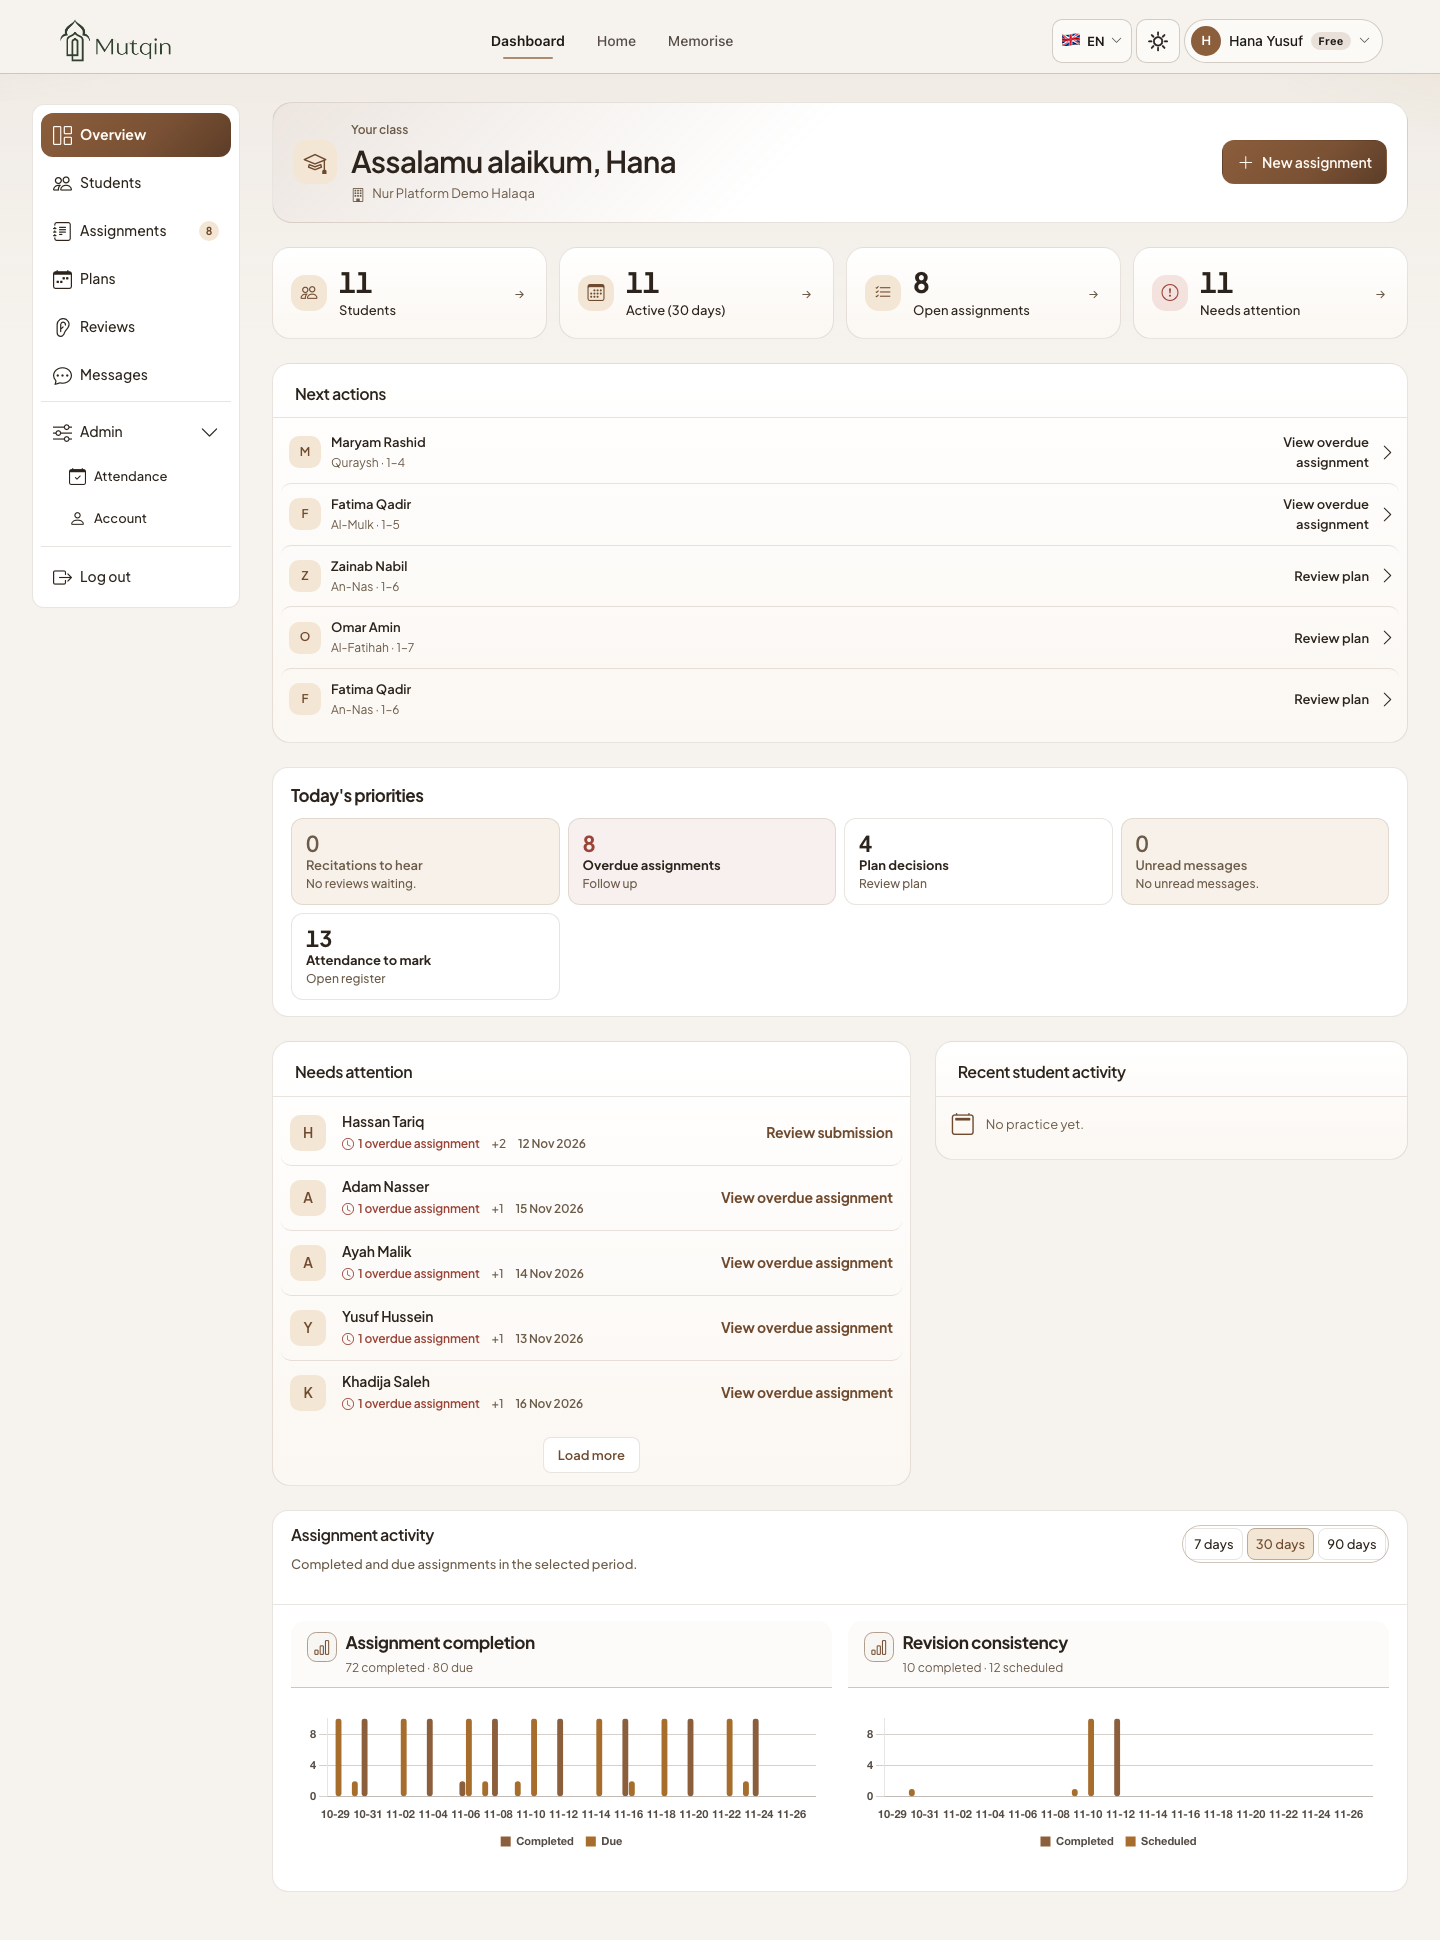 Mutqin
Dashboard
Home
Memorise
EN
H
Hana Yusuf
Free
Overview
Students
Assignments
8
Plans
Reviews
Messages
Admin
Attendance
Account
Log out
Your class
Assalamu alaikum, Hana
Nur Platform Demo Halaqa
New assignment
11
Students
11
Active (30 days)
8
Open assignments
11
Needs attention
Next actions
M
Maryam Rashid
Quraysh · 1–4
View overdue
assignment
F
Fatima Qadir
Al-Mulk · 1–5
View overdue
assignment
Z
Zainab Nabil
An-Nas · 1–6
Review plan
O
Omar Amin
Al-Fatihah · 1–7
Review plan
F
Fatima Qadir
An-Nas · 1–6
Review plan
Today's priorities
0
Recitations to hear
No reviews waiting.
8
Overdue assignments
Follow up
4
Plan decisions
Review plan
0
Unread messages
No unread messages.
13
Attendance to mark
Open register
Needs attention
H
Hassan Tariq
1 overdue assignment +2 12 Nov 2026
Review submission
A
Adam Nasser
1 overdue assignment +1 15 Nov 2026
View overdue assignment
A
Ayah Malik
1 overdue assignment +1 14 Nov 2026
View overdue assignment
Y
Yusuf Hussein
1 overdue assignment +1 13 Nov 2026
View overdue assignment
K
Khadija Saleh
1 overdue assignment +1 16 Nov 2026
View overdue assignment
Load more
Recent student activity
No practice yet.
Assignment activity
Completed and due assignments in the selected period.
7 days
30 days
90 days
Assignment completion
72 completed · 80 due
8
4
0
10-29 10-31 11-02 11-04 11-06 11-08 11-10 11-12 11-14 11-16 11-18 11-20 11-22 11-24 11-26
Completed Due
Revision consistency
10 completed · 12 scheduled
8
4
0
10-29 10-31 11-02 11-04 11-06 11-08 11-10 11-12 11-14 11-16 11-18 11-20 11-22 11-24 11-26
Completed Scheduled